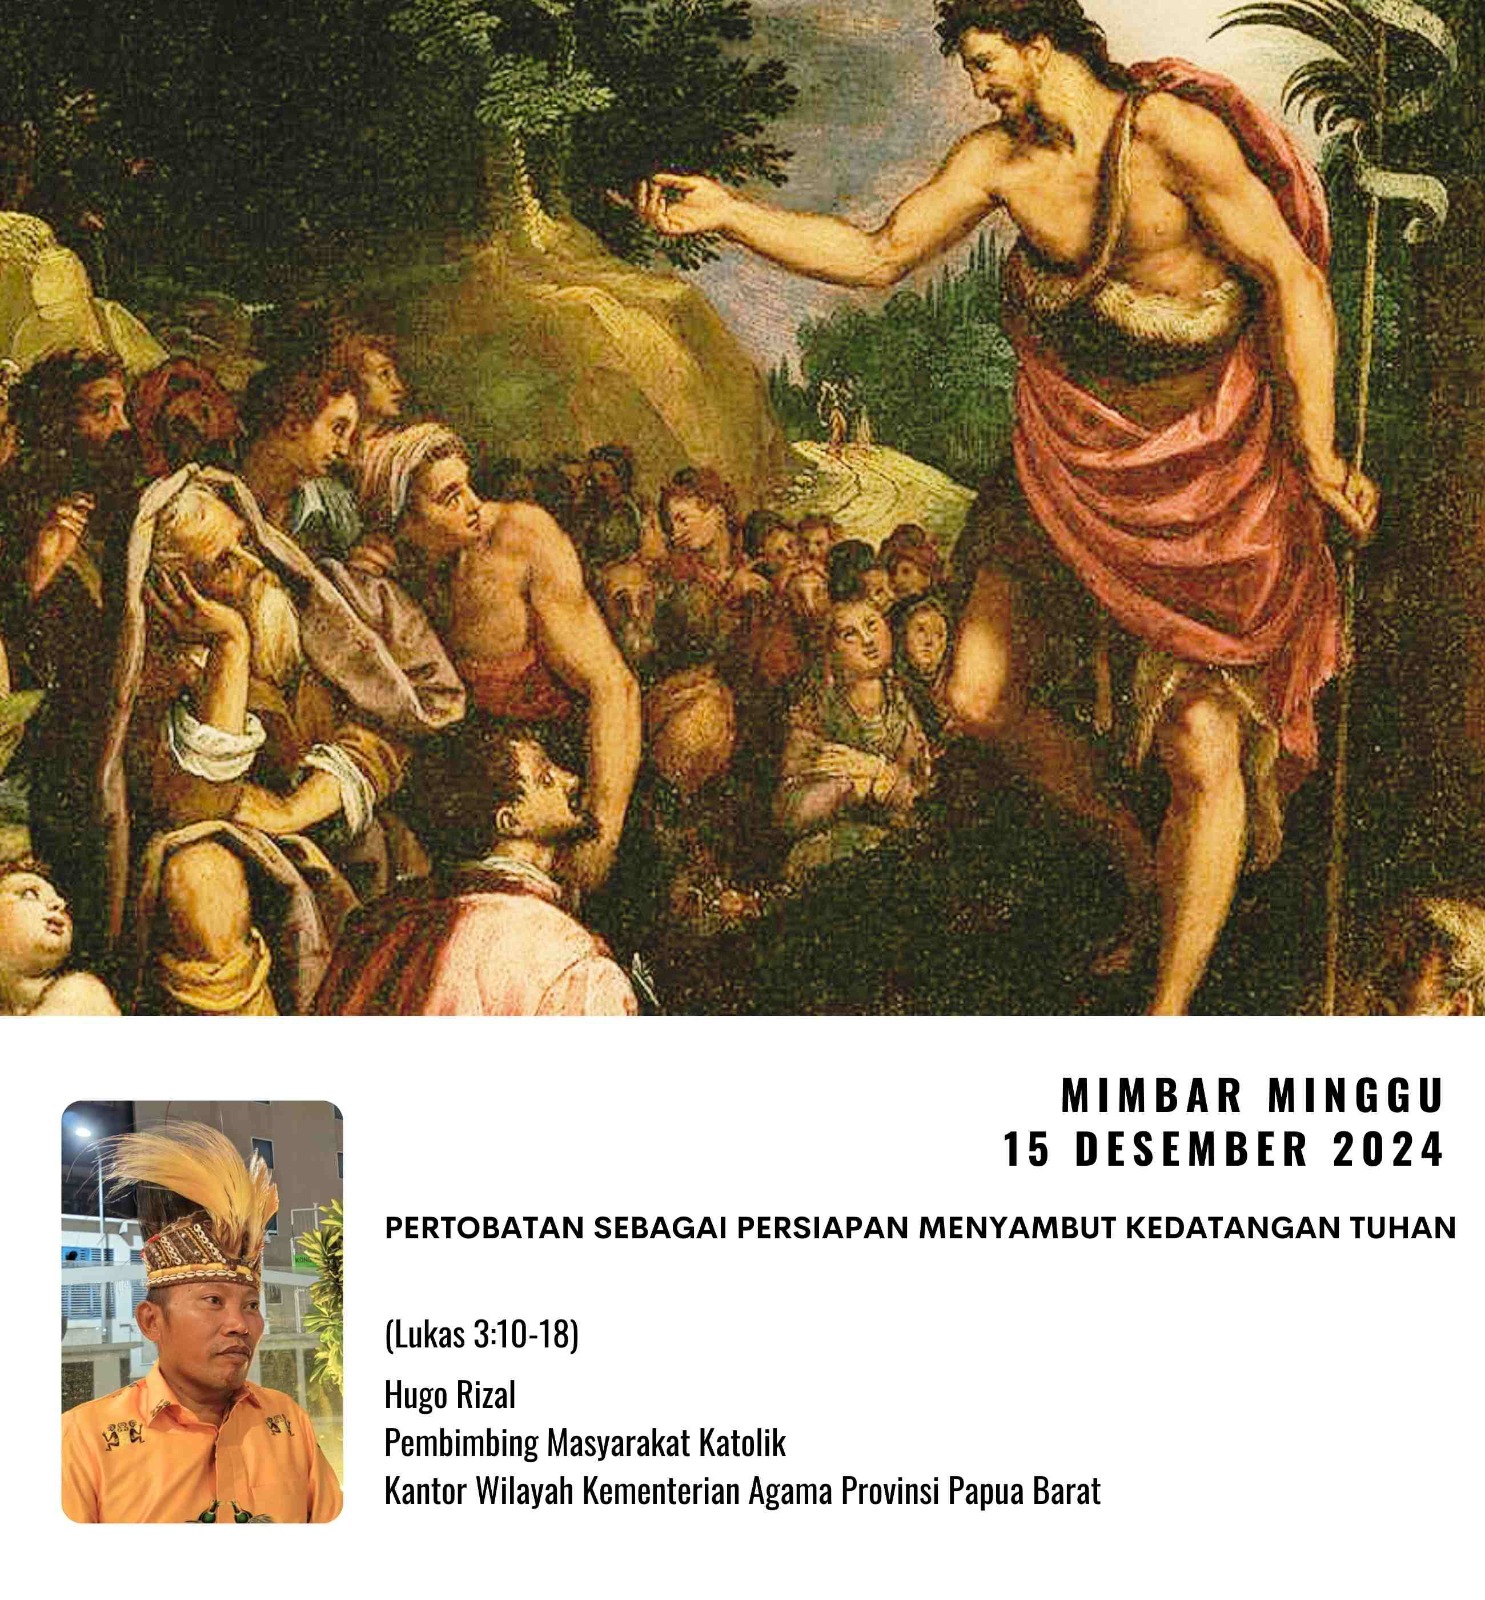 MIMBAR MINGGU
15 DESEMBER 2024
PERTOBATAN SEBAGAI PERSIAPAN MENYAMBUT KEDATANGAN TUHAN
(Lukas 3:10-18)
Hugo Rizal
Pembimbing Masyarakat Katolik
Kantor Wilayah Kementerian Agama Provinsi Papua Barat